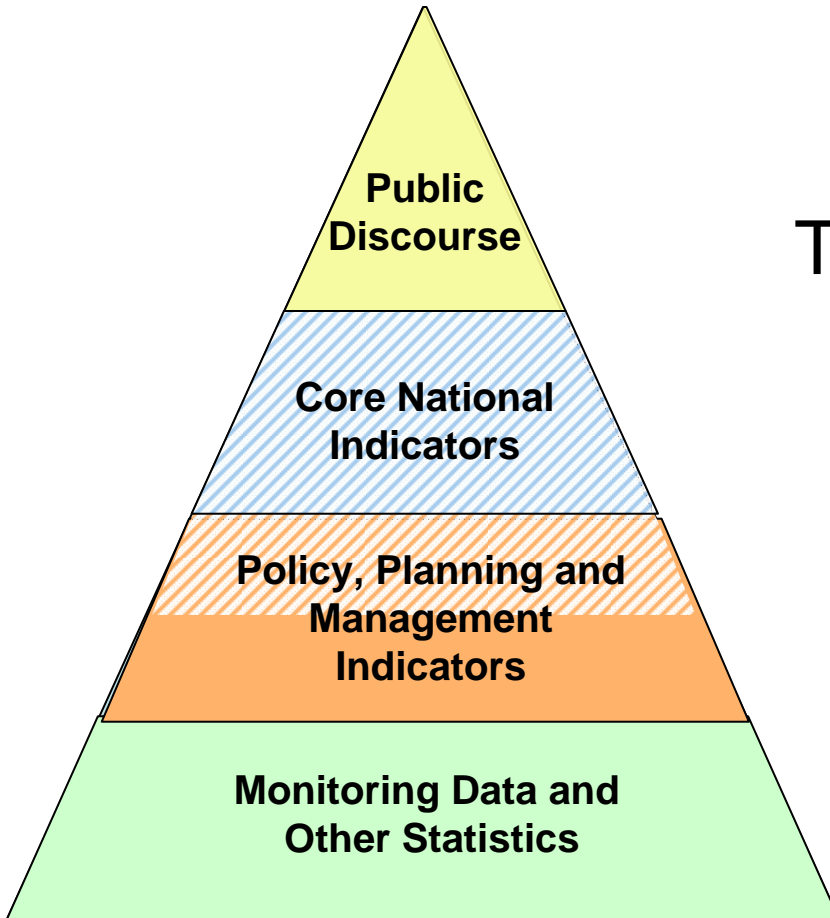 Public
Discourse
T
Core National
Indicators
Policy, Planning and
Management
Indicators
Monitoring Data and
Other Statistics